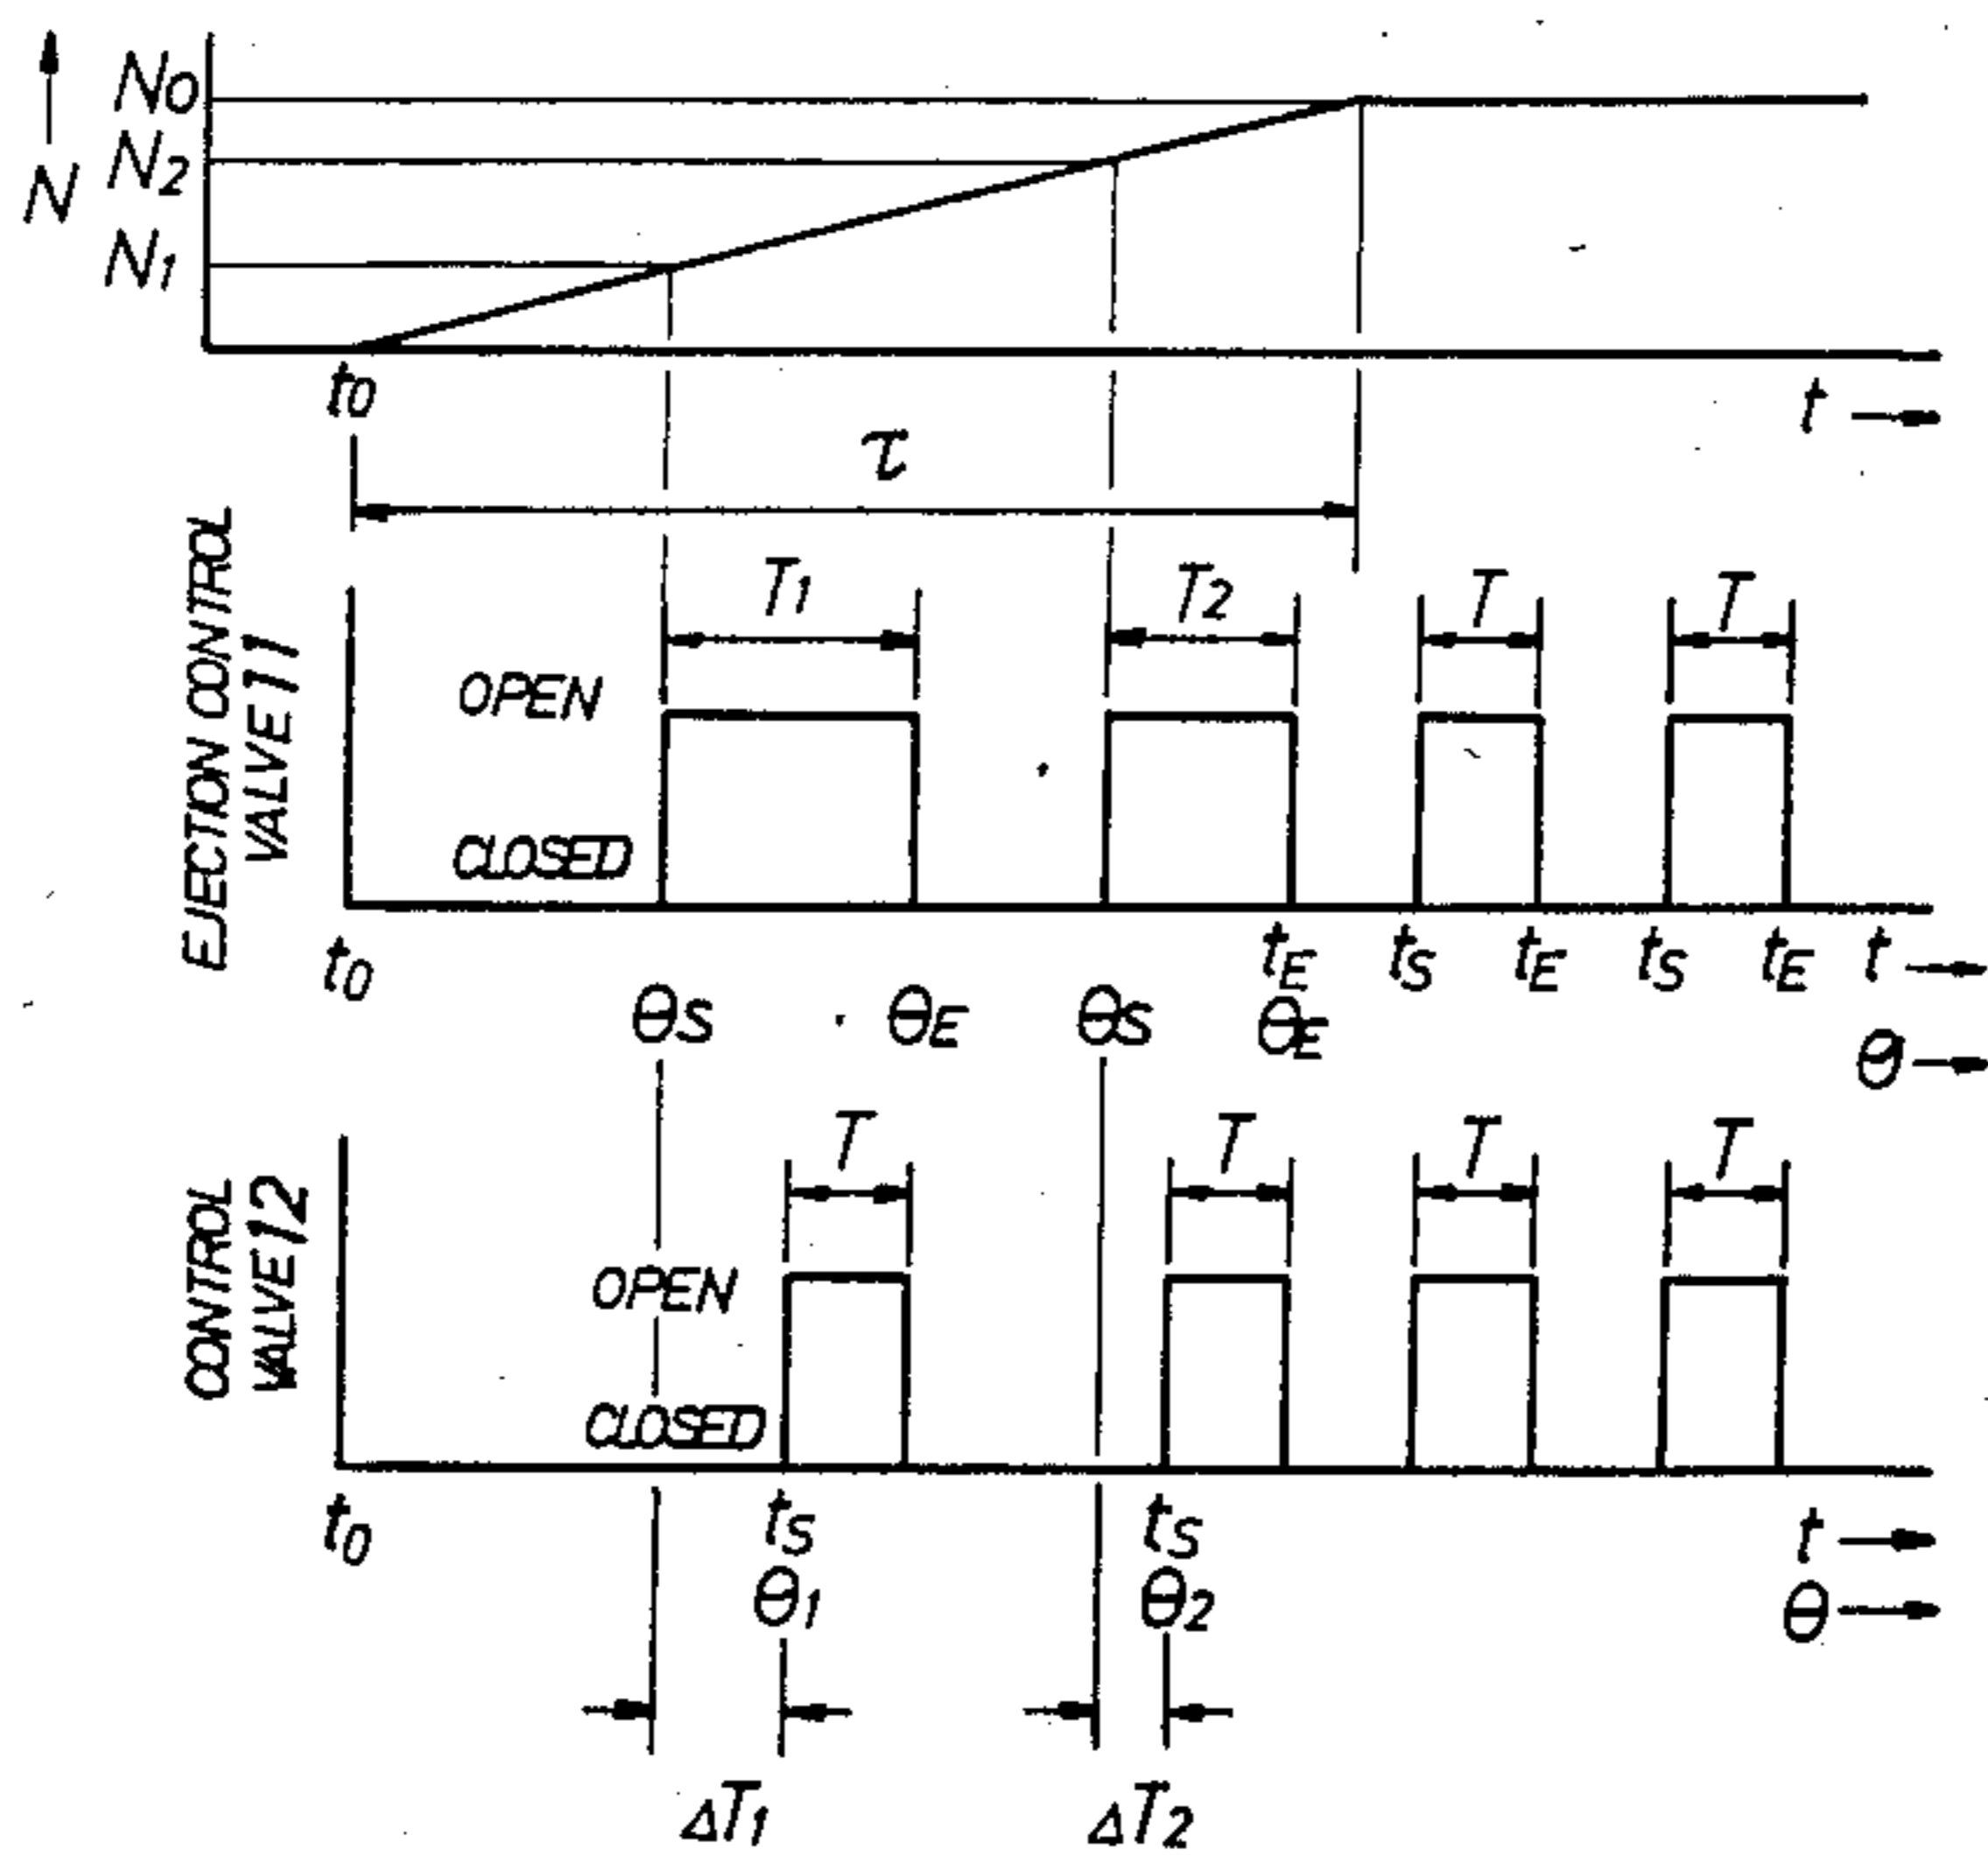 N0
N2
N
N1
t0
t
τ
EJECTION CONTROL
VALVE 11
T1
T2
T
T
OPEN
CLOSED
t0
tE
tS
tE
tS
tE
t
θS
θE
θS
θE
θ
CONTROL
VALVE 12
T
T
T
T
OPEN
CLOSED
t0
tS
tS
t
θ1
θ2
θ
ΔT1
ΔT2